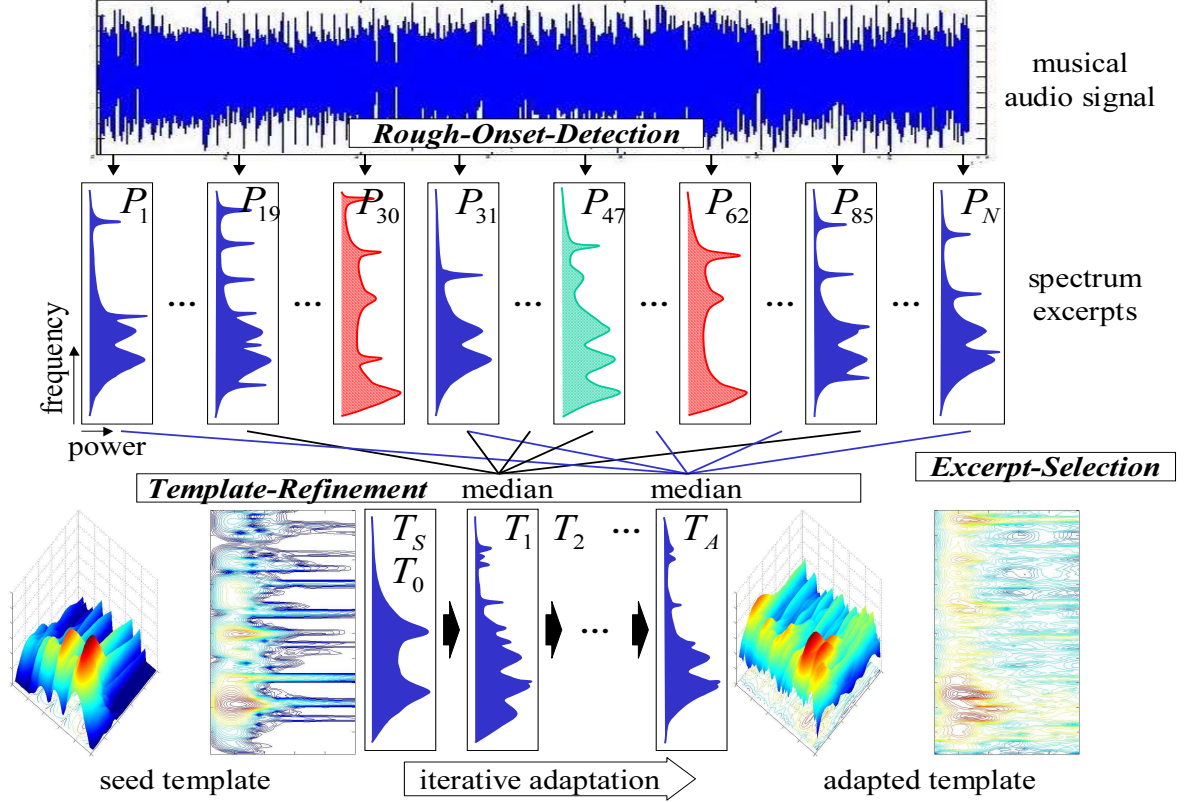 musical
audio signal
Rough-Onset-Detection
P1 P19 P30 P31 P47 P62 P85 PN
... ... ... ... ... ...
spectrum
excerpts
frequency
power
Excerpt-Selection
Template-Refinement median median
TS T1 T2 ... TA
T0
...
seed template iterative adaptation adapted template